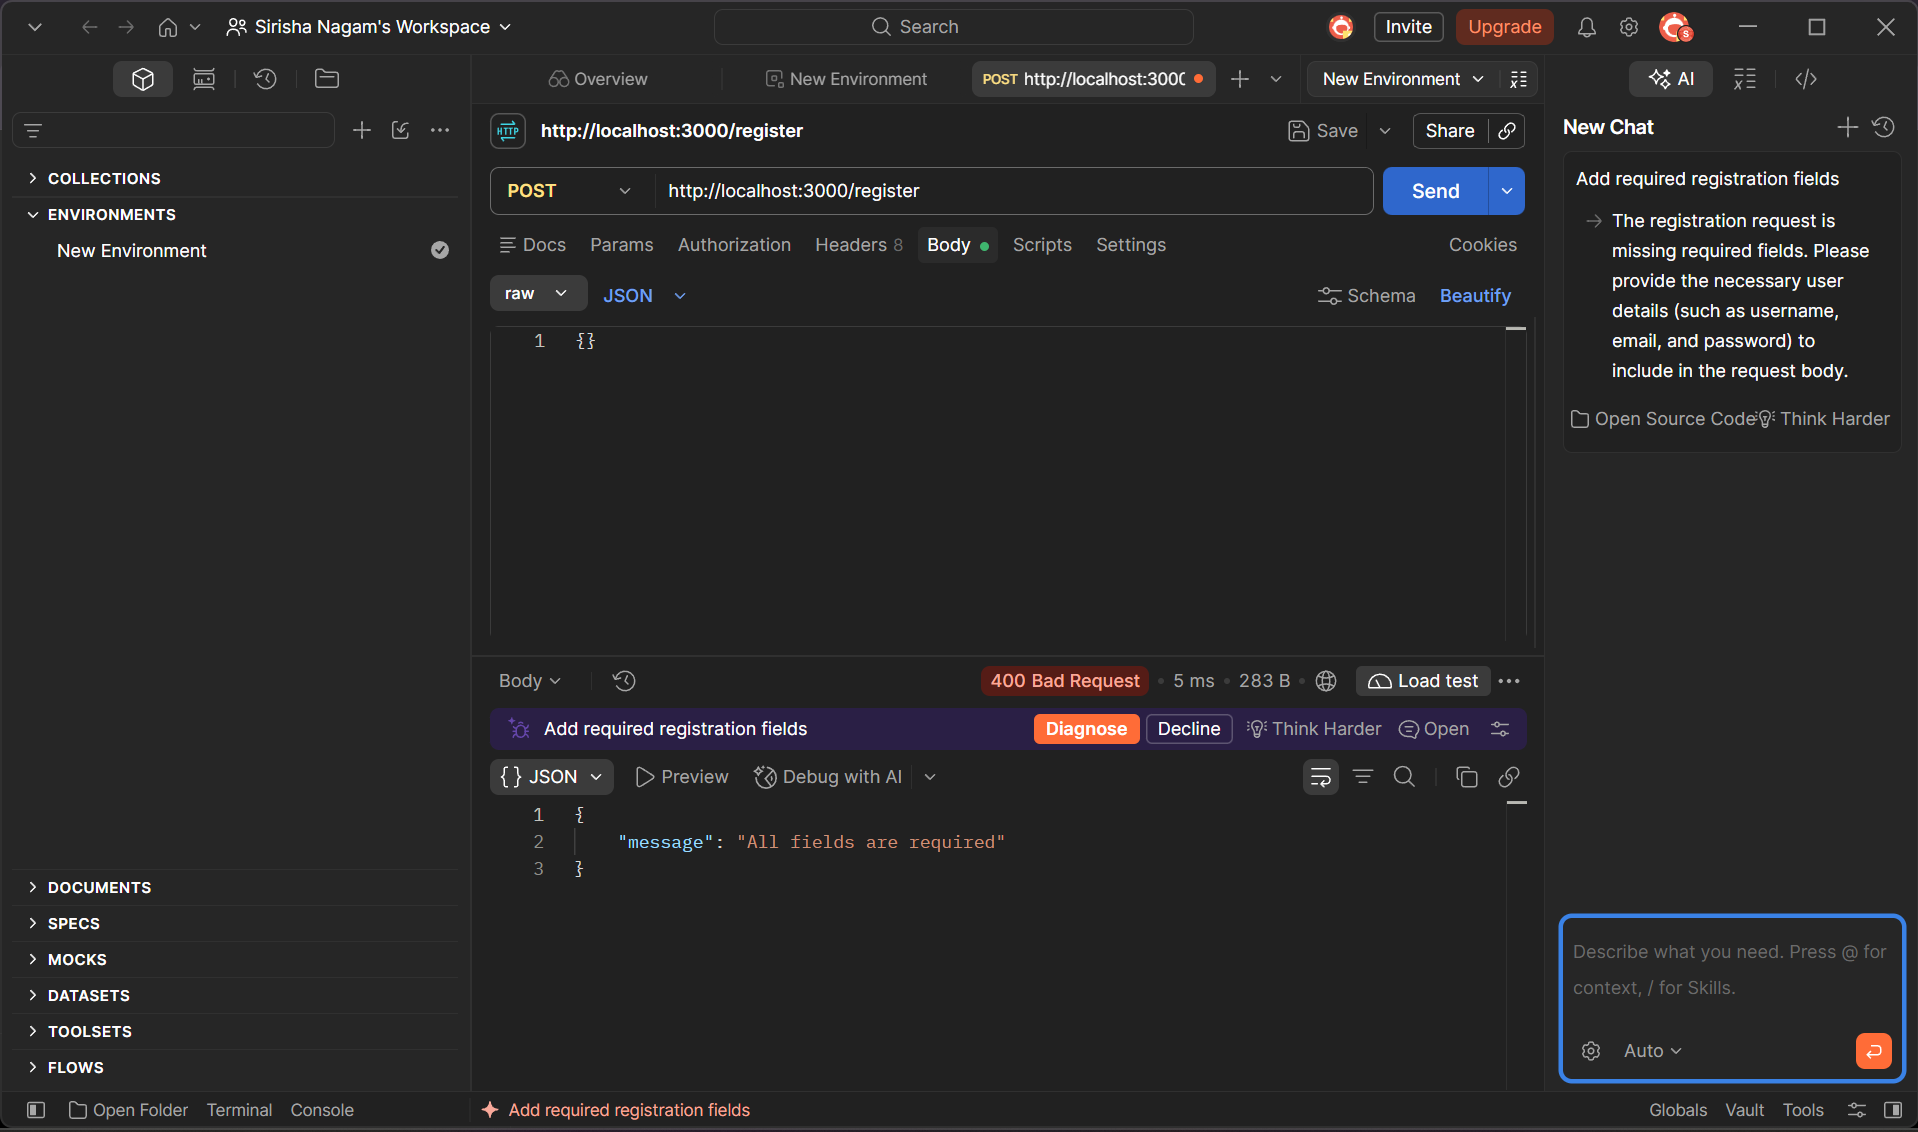 Sirisha Nagam's Workspace
Search
Invite
Upgrade
S
Overview
New Environment
POST http://localhost:3000
New Environment
AI
HTTP
http://localhost:3000/register
Save
Share
New Chat
COLLECTIONS
ENVIRONMENTS
New Environment
POST
http://localhost:3000/register
Send
Docs
Params
Authorization
Headers 8
Body
Scripts
Settings
Cookies
raw
JSON
Schema
Beautify
1 {}
Add required registration fields
The registration request is
missing required fields. Please
provide the necessary user
details (such as username,
email, and password) to
include in the request body.
Open Source Code
Think Harder
Body
400 Bad Request
5 ms
283 B
Load test
Add required registration fields
Diagnose
Decline
Think Harder
Open
{} JSON
Preview
Debug with AI
1 {
2 "message": "All fields are required"
3 }
DOCUMENTS
SPECS
MOCKS
DATASETS
TOOLSETS
FLOWS
Describe what you need. Press @ for
context, / for Skills.
Auto
Open Folder
Terminal
Console
Add required registration fields
Globals
Vault
Tools